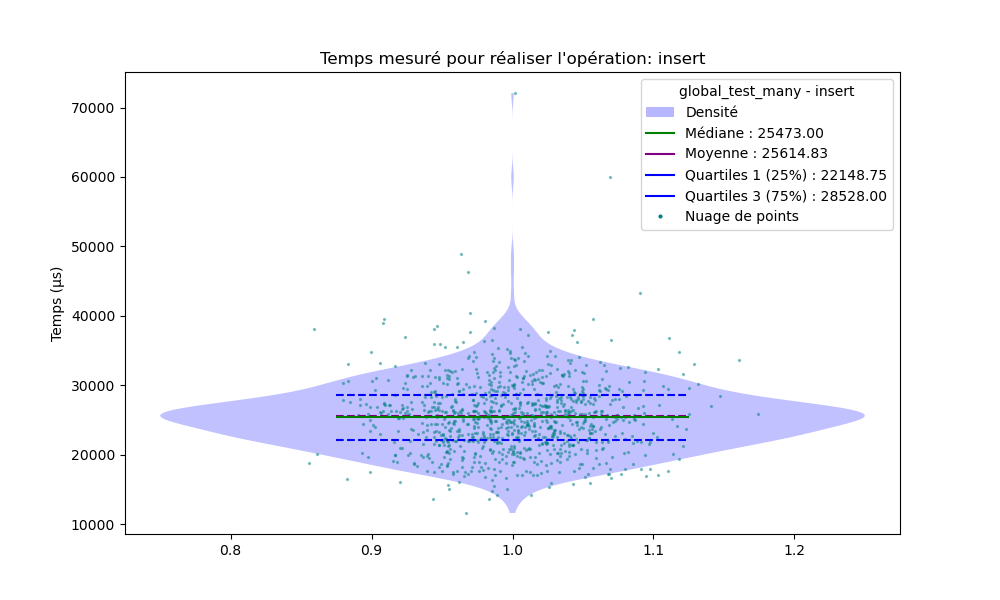 Temps mesuré pour réaliser l'opération: insert
global_test_many - insert
Densité
Médiane : 25473.00
Moyenne : 25614.83
Quartiles 1 (25%) : 22148.75
Quartiles 3 (75%) : 28528.00
Nuage de points
Temps (µs)
70000
60000
50000
40000
30000
20000
10000
0.8 0.9 1.0 1.1 1.2